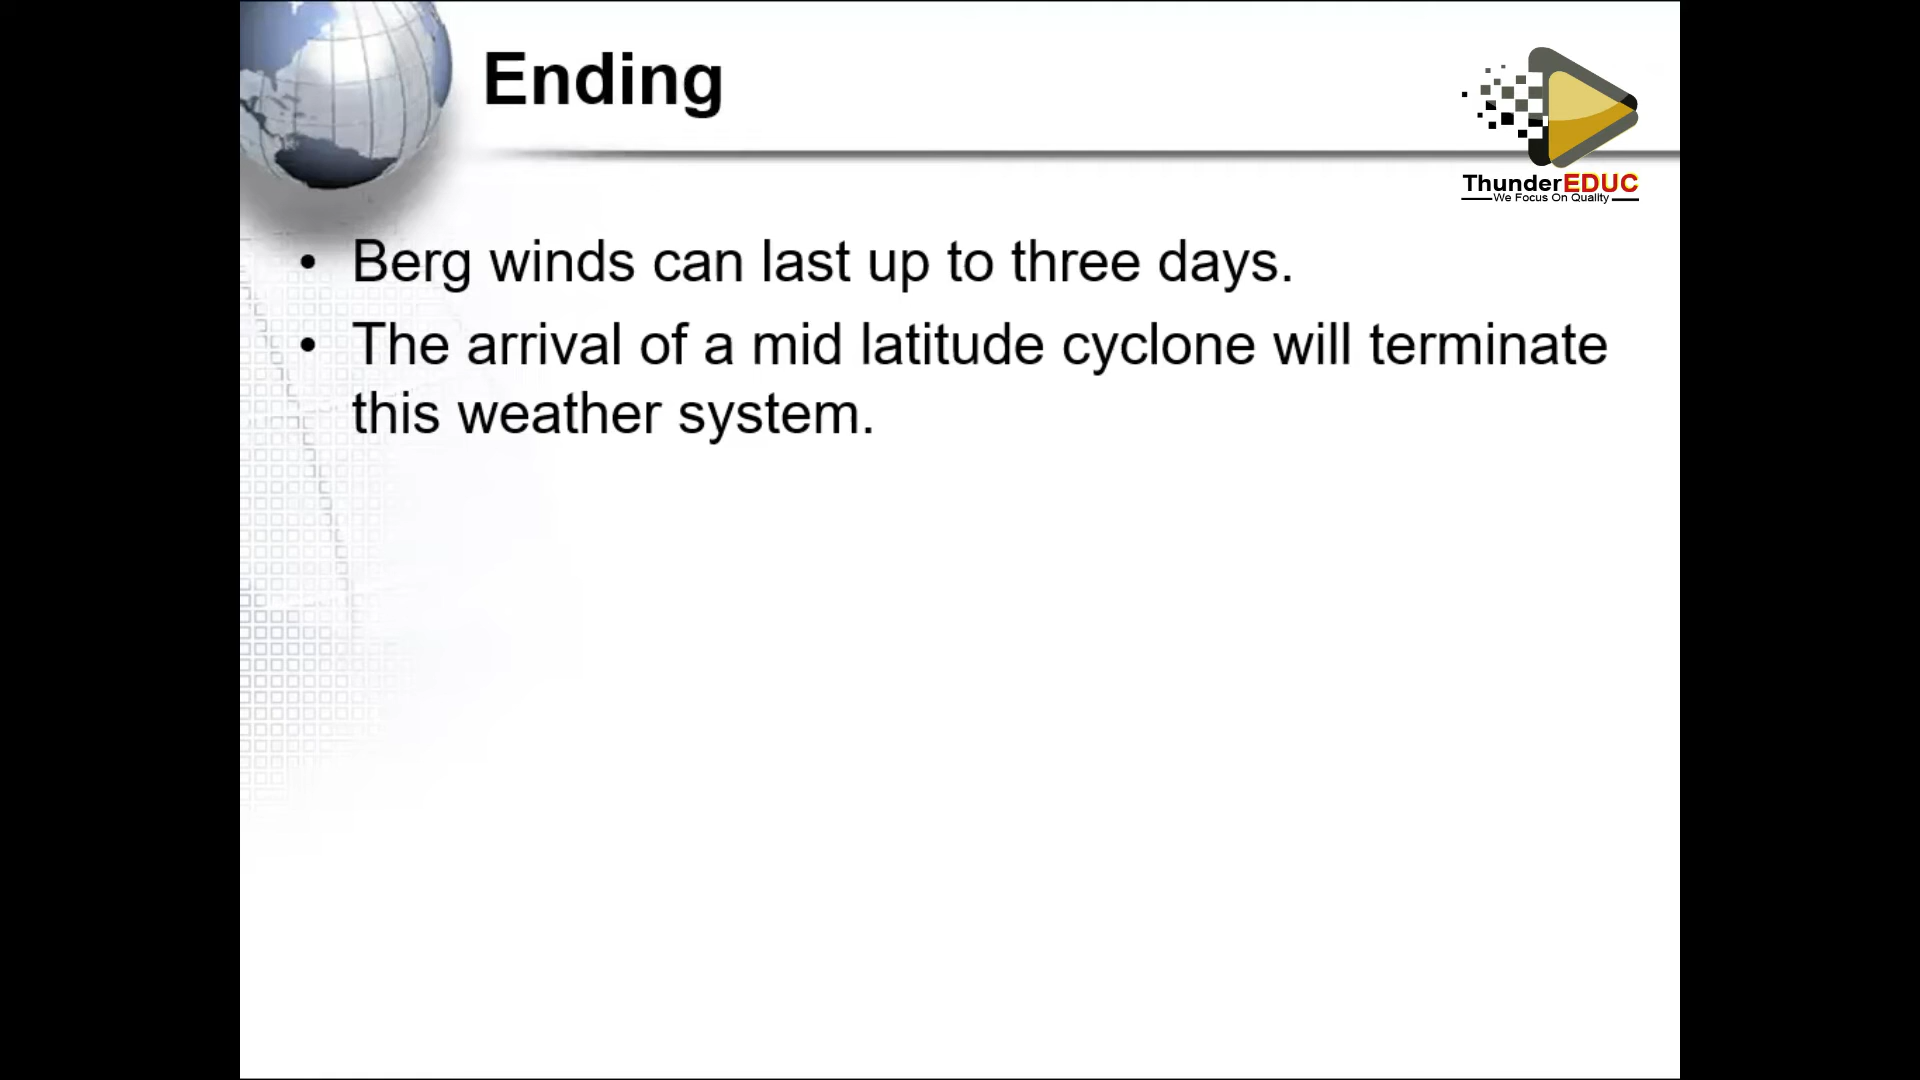 Ending
ThunderEDUC
We Focus On Quality
• Berg winds can last up to three days.
• The arrival of a mid latitude cyclone will terminate
this weather system.